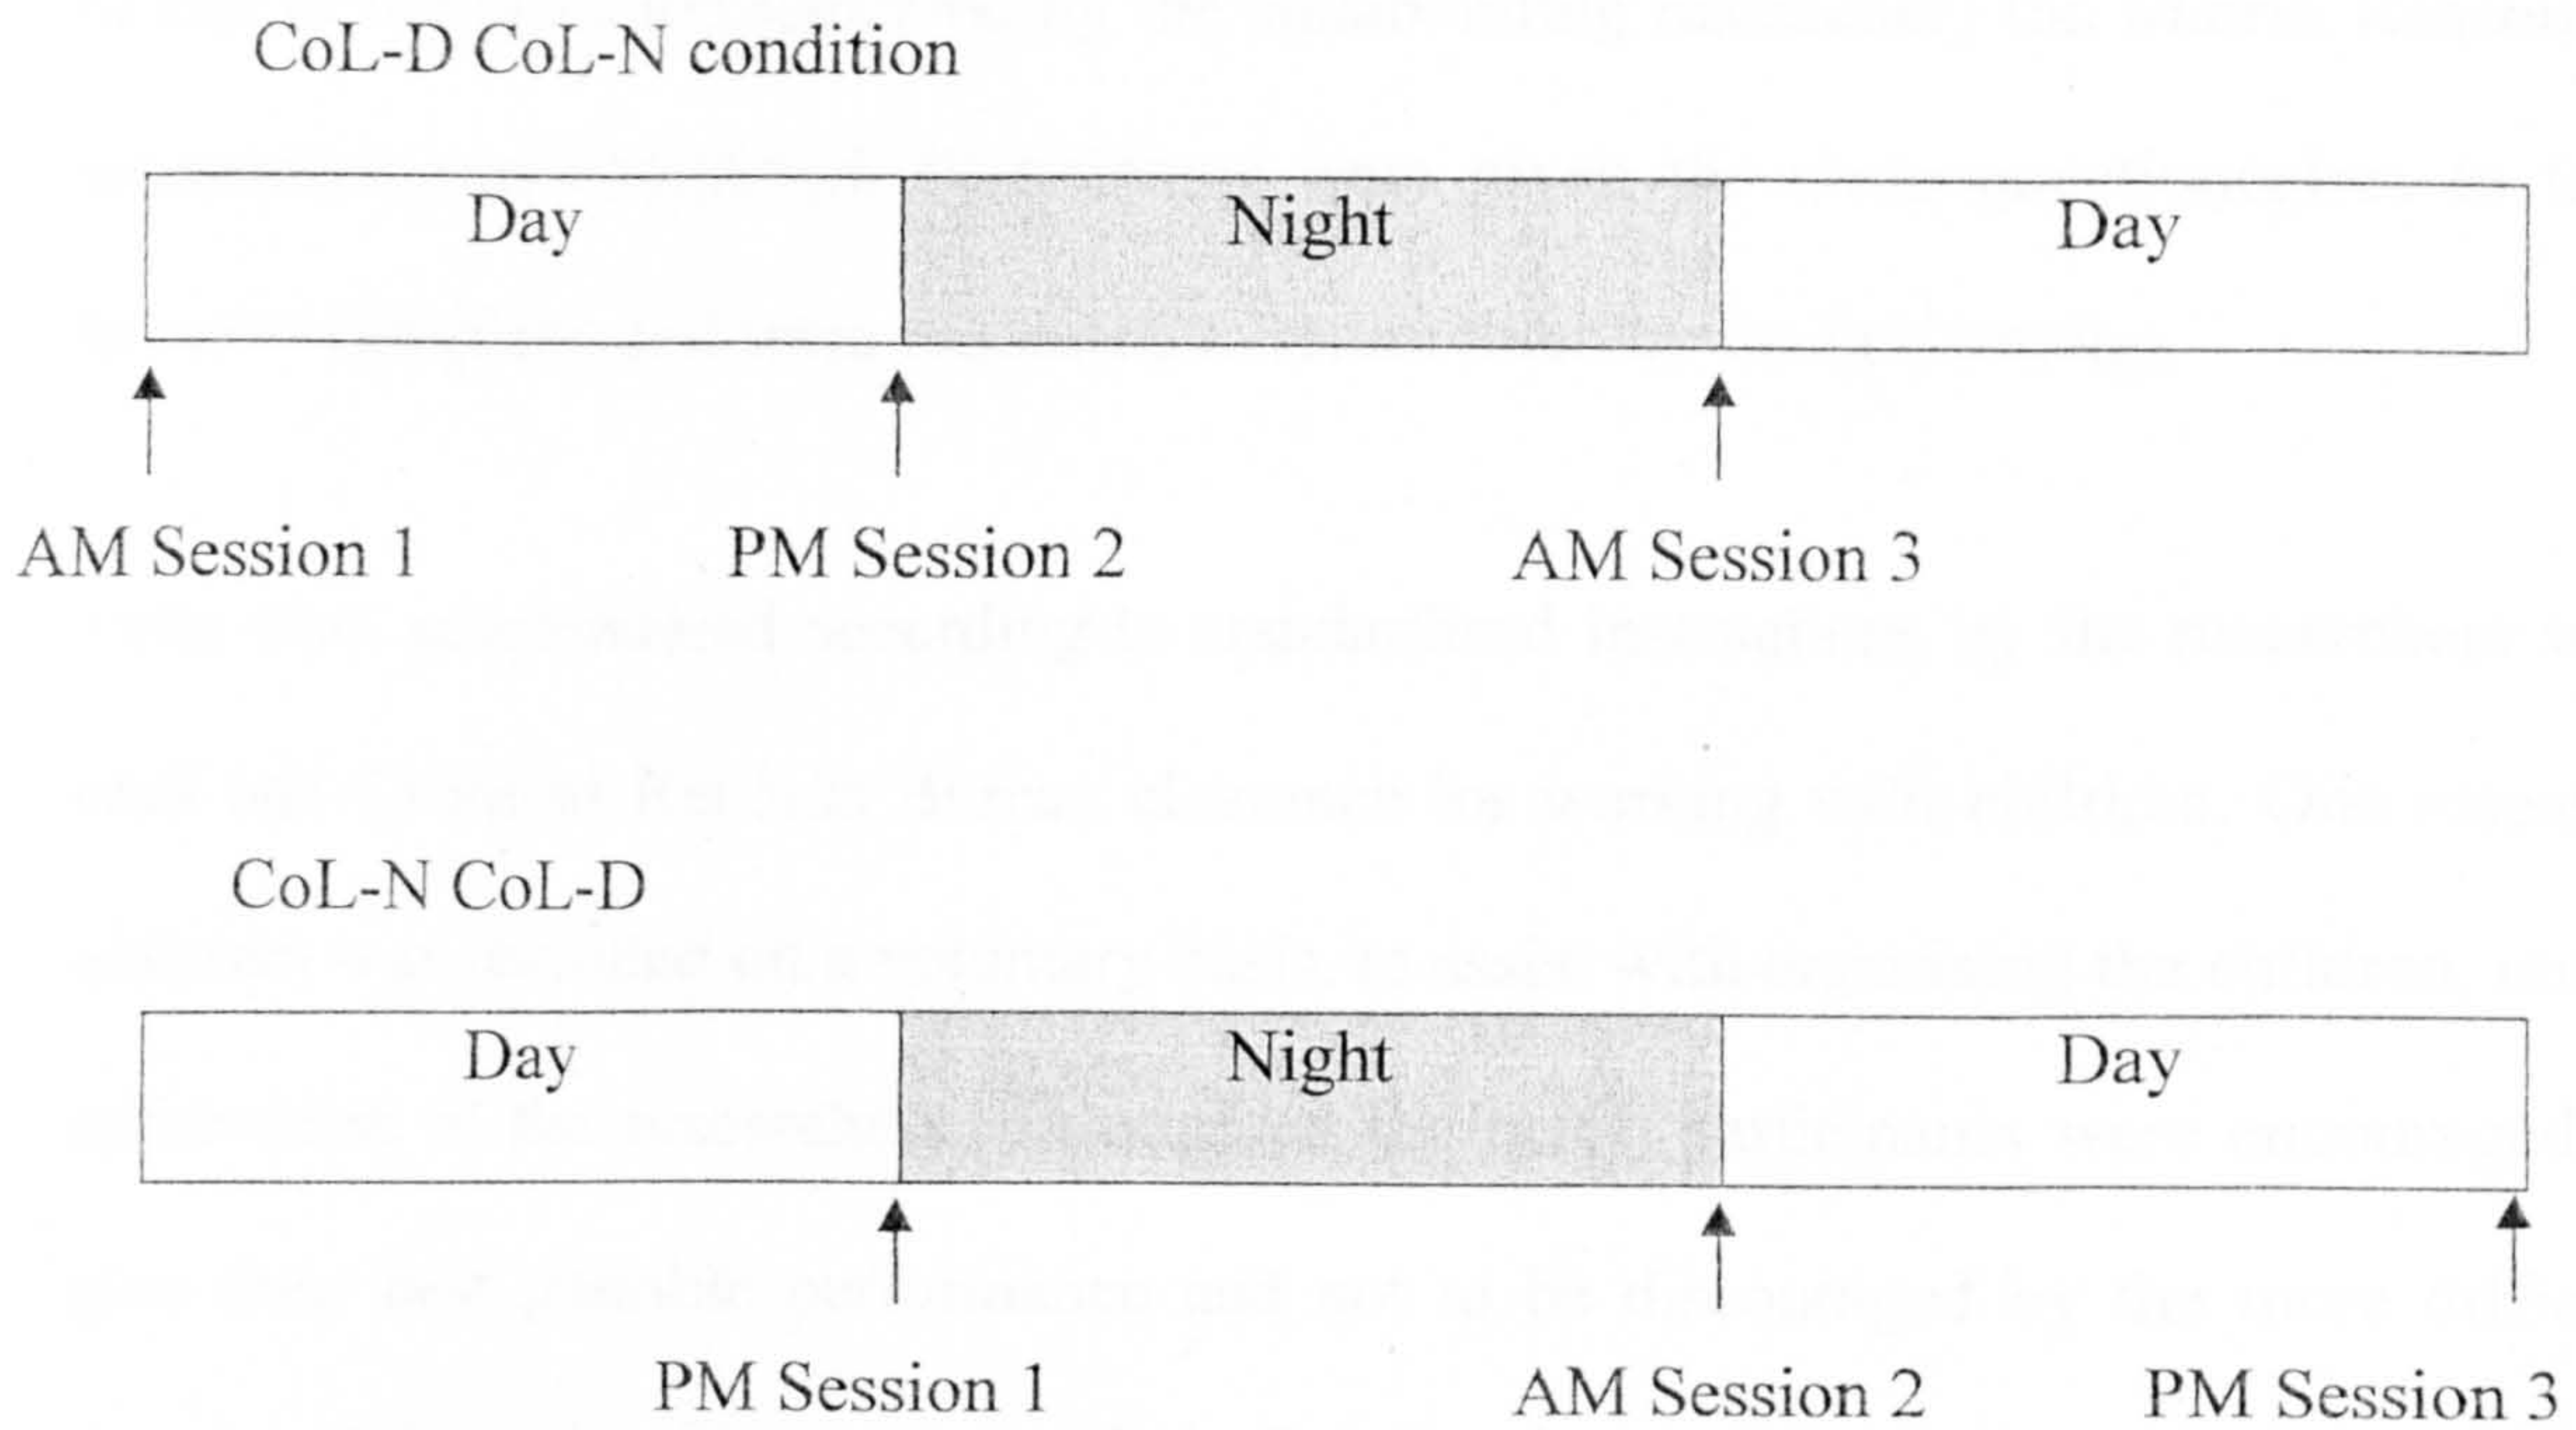 CoL-D CoL-N condition
Day Night Day
AM Session 1 PM Session 2 AM Session 3
CoL-N CoL-D
Day Night Day
PM Session 1 AM Session 2 PM Session 3